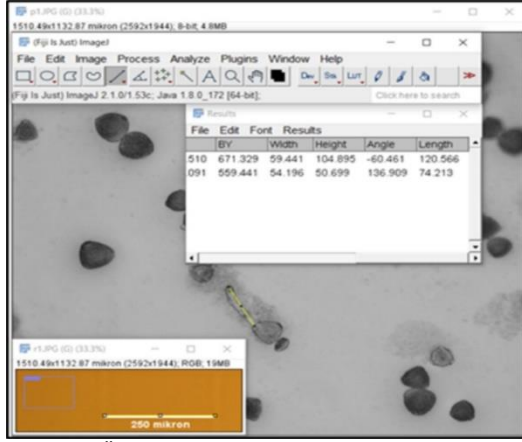 p1.JPG (G) (33.3%)
1510.49x1132.87 mikron (2592x1944); 8-bit; 4.8MB
(Fiji Is Just) ImageJ
File Edit Image Process Analyze Plugins Window Help
Dev Stk LUT
(Fiji Is Just) ImageJ 2.1.0/1.53c; Java 1.8.0_172 [64-bit];
Click here to search
Results
File Edit Font Results
BY Width Height Angle Length
.510 671.329 59.441 104.895 -60.461 120.566
.091 559.441 54.196 50.699 136.909 74.213
r1.JPG (G) (33.3%)
1510.49x1132.87 mikron (2592x1944); RGB; 19MB
250 mikron